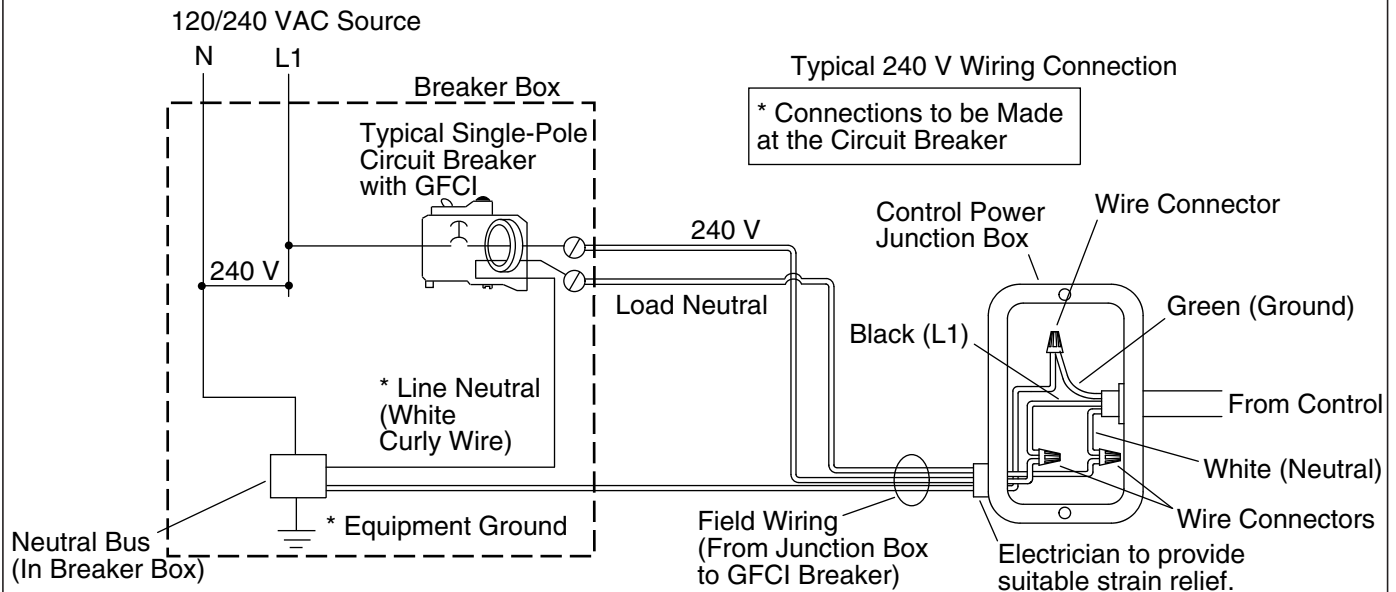 120/240 VAC Source
N
L1
Breaker Box
Typical Single-Pole
Circuit Breaker
with GFCI
240 V
* Line Neutral
(White
Curly Wire)
* Equipment Ground
Neutral Bus
(In Breaker Box)
Typical 240 V Wiring Connection
* Connections to be Made
at the Circuit Breaker
240 V
Load Neutral
Control Power
Junction Box
Wire Connector
Green (Ground)
Black (L1)
From Control
White (Neutral)
Wire Connectors
Field Wiring
(From Junction Box
to GFCI Breaker)
Electrician to provide
suitable strain relief.